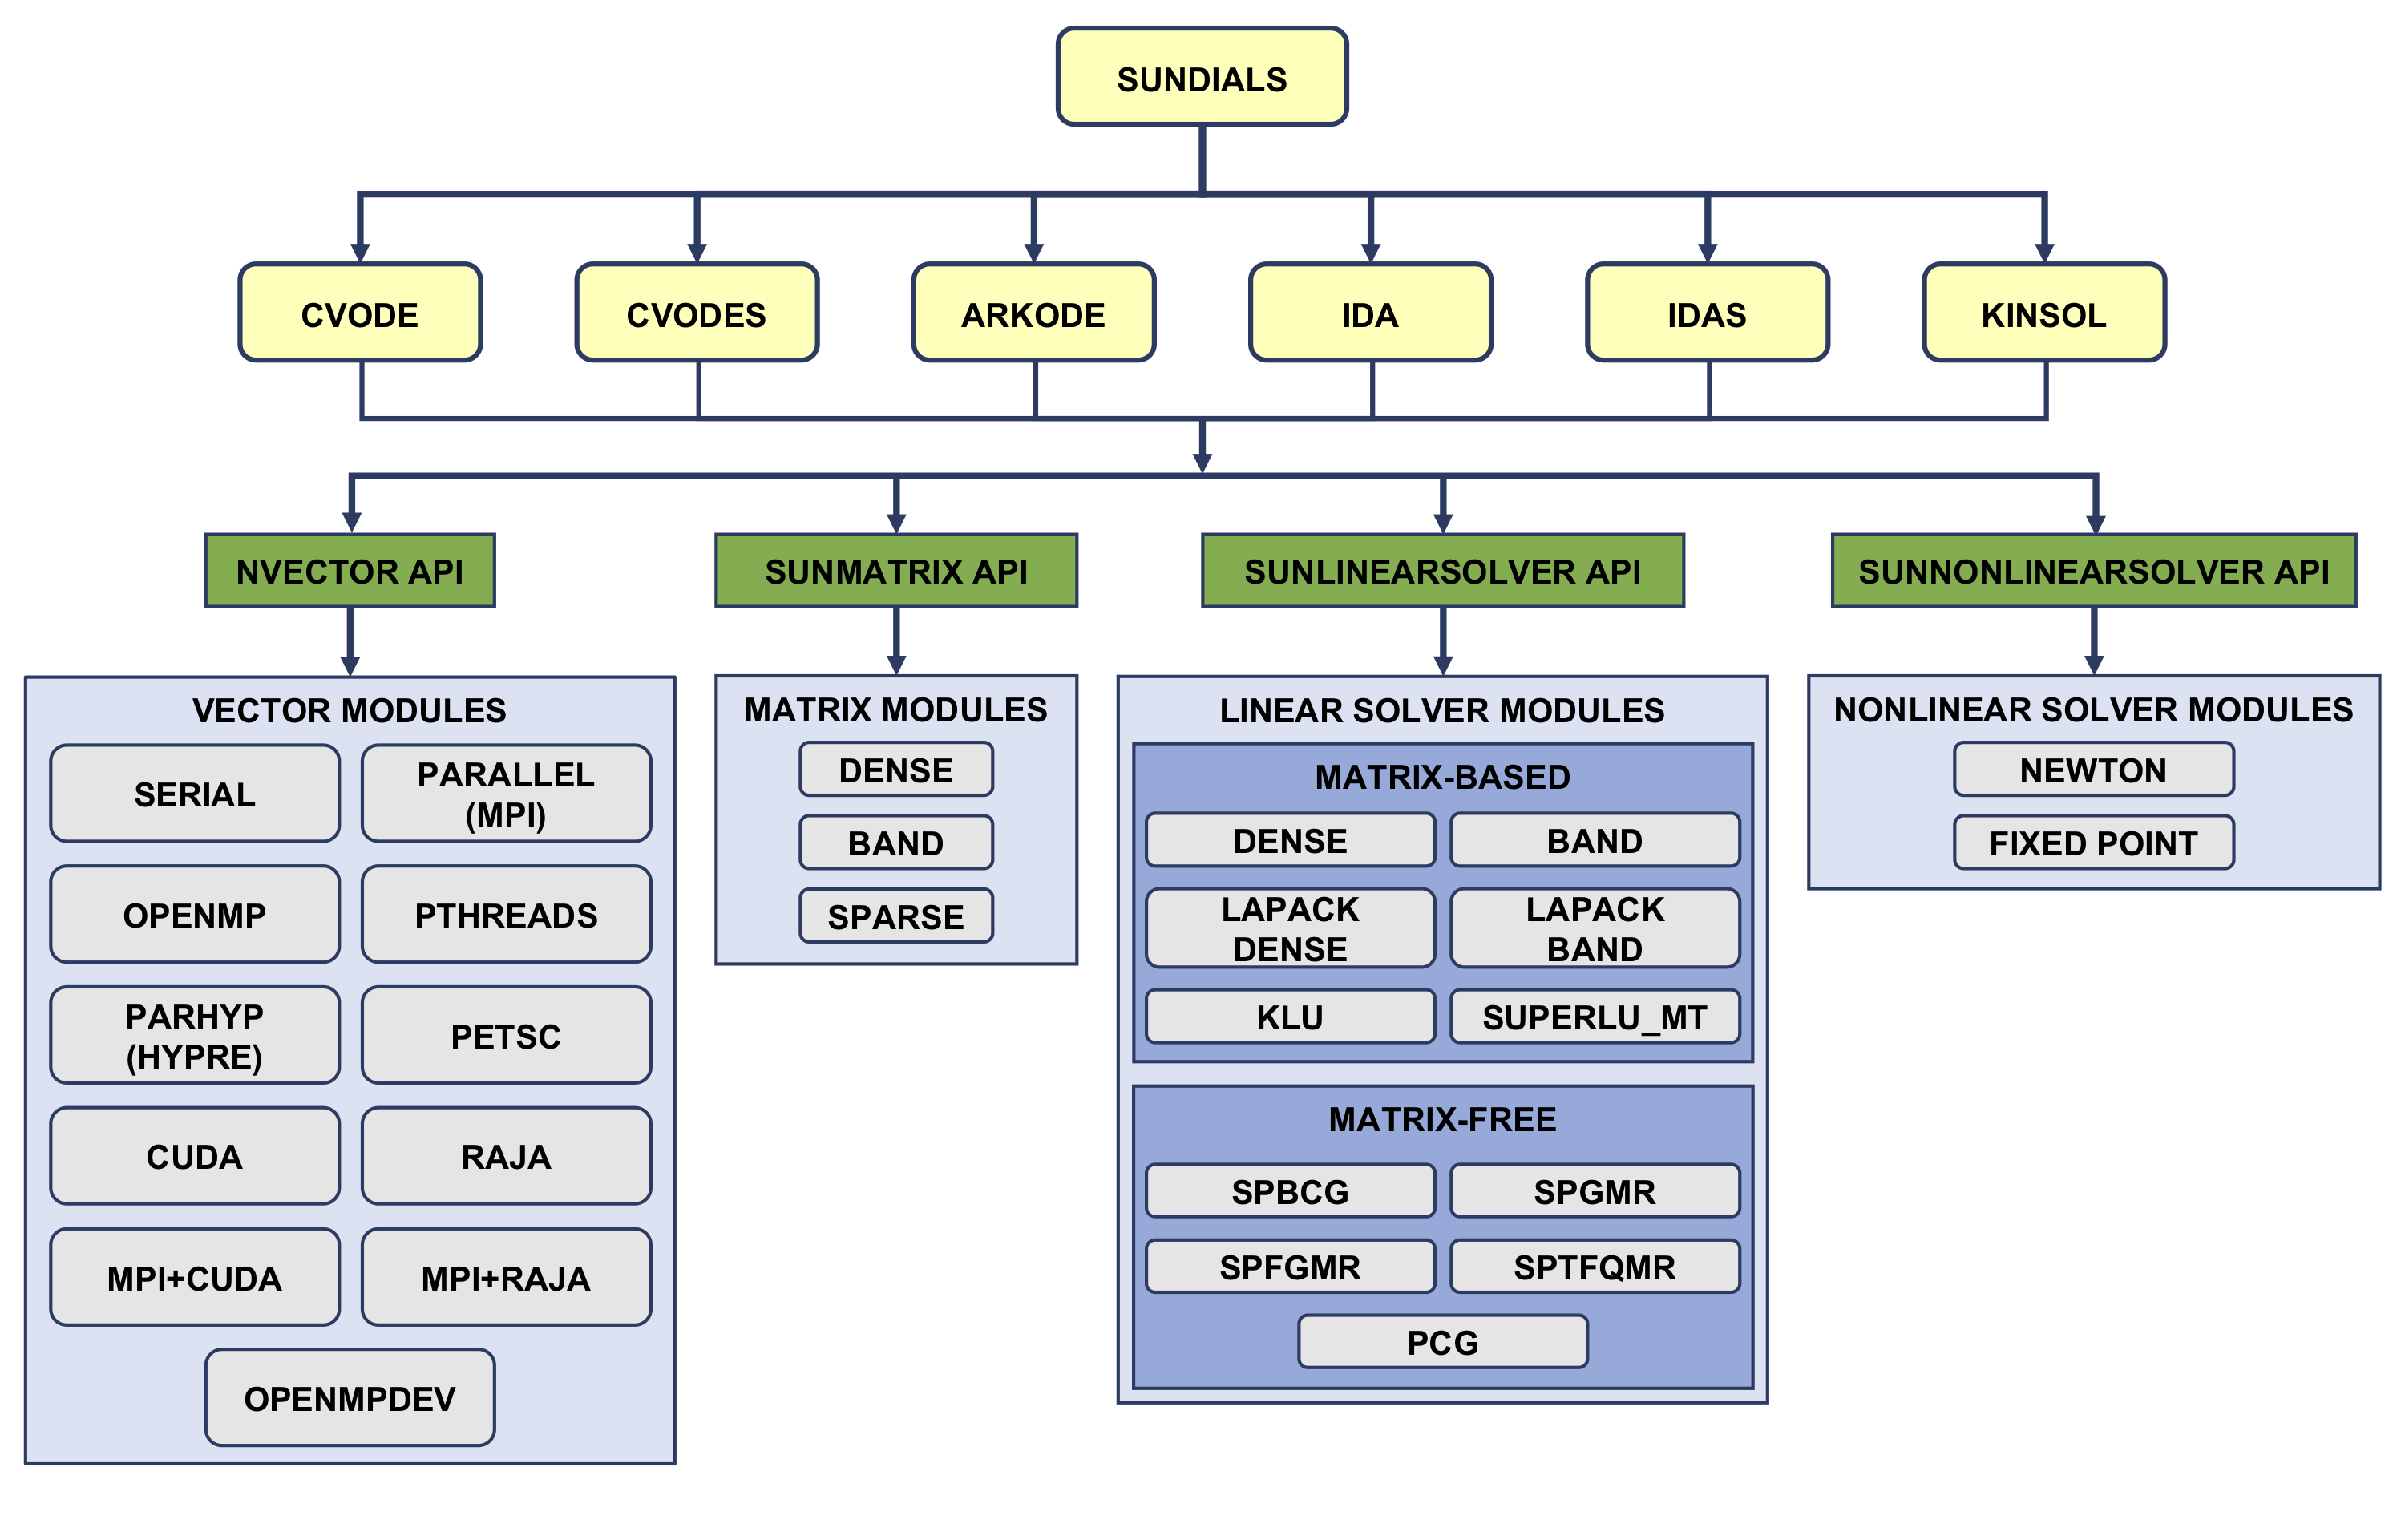 SUNDIALS
CVODE
CVODES
ARKODE
IDA
IDAS
KINSOL
NVECTOR API
SUNMATRIX API
SUNLINEARSOLVER API
SUNNONLINEARSOLVER API
VECTOR MODULES
SERIAL
PARALLEL
(MPI)
OPENMP
PTHREADS
PARHYP
(HYPRE)
PETSC
CUDA
RAJA
MPI+CUDA
MPI+RAJA
OPENMPDEV
MATRIX MODULES
DENSE
BAND
SPARSE
LINEAR SOLVER MODULES
MATRIX-BASED
DENSE
BAND
LAPACK
DENSE
LAPACK
BAND
KLU
SUPERLU_MT
MATRIX-FREE
SPBCG
SPGMR
SPFGMR
SPTFQMR
PCG
NONLINEAR SOLVER MODULES
NEWTON
FIXED POINT